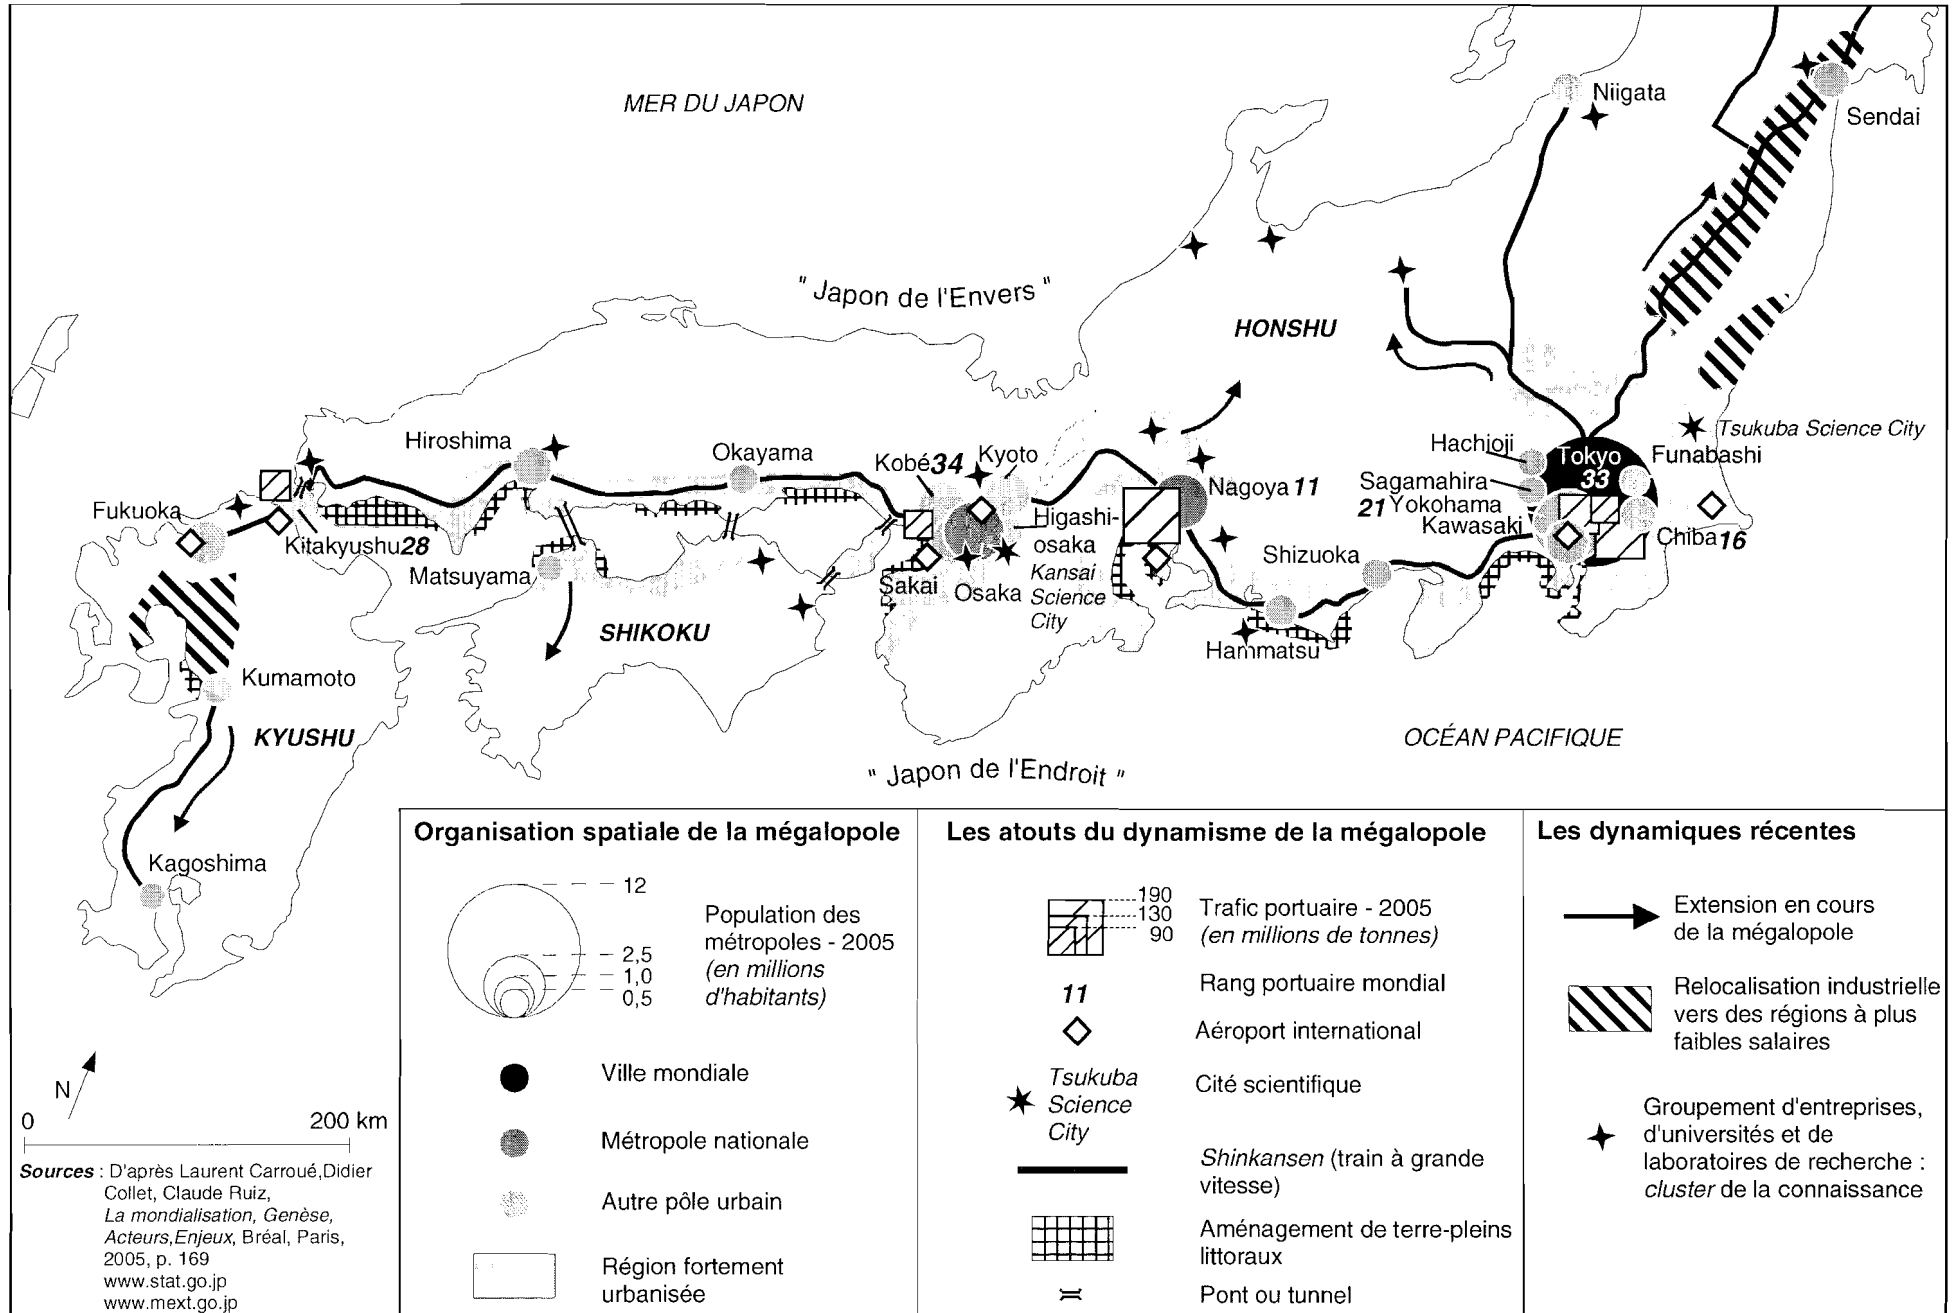 MER DU JAPON
Niigata
Sendai
" Japon de l'Envers "
HONSHU
Hiroshima
Okayama
Kobé34
Kyoto
Nagoya 11
Hachioji
Tokyo
33
Funabashi
Tsukuba Science City
Sagamahira
21 Yokohama
Kawasaki
Chiba 16
Fukuoka
Kitakyushu28
Matsuyama
Sakai
Osaka
Higashi-
osaka
Kansai
Science
City
Shizuoka
Hammatsu
SHIKOKU
Kumamoto
KYUSHU
OCÉAN PACIFIQUE
" Japon de l'Endroit "
Kagoshima
N
0 200 km
Sources : D'après Laurent Carroué,Didier
Collet, Claude Ruiz,
La mondialisation, Genèse,
Acteurs,Enjeux, Bréal, Paris,
2005, p. 169
www.stat.go.jp
www.mext.go.jp
Organisation spatiale de la mégalopole
12
2,5
1,0
0,5
Population des
métropoles - 2005
(en millions
d'habitants)
Ville mondiale
Métropole nationale
Autre pôle urbain
Région fortement
urbanisée
Les atouts du dynamisme de la mégalopole
190
130
90
Trafic portuaire - 2005
(en millions de tonnes)
11
Rang portuaire mondial
Aéroport international
Tsukuba
Science
City
Cité scientifique
Shinkansen (train à grande
vitesse)
Aménagement de terre-pleins
littoraux
Pont ou tunnel
Les dynamiques récentes
Extension en cours
de la mégalopole
Relocalisation industrielle
vers des régions à plus
faibles salaires
Groupement d'entreprises,
d'universités et de
laboratoires de recherche :
cluster de la connaissance